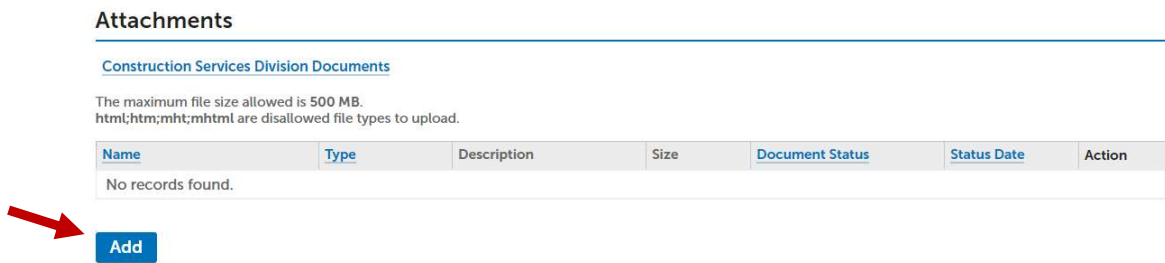 Attachments
Construction Services Division Documents
The maximum file size allowed is 500 MB.
html;htm;mht;mhtml are disallowed file types to upload.
Name Type Description Size Document Status Status Date Action
No records found.
Add